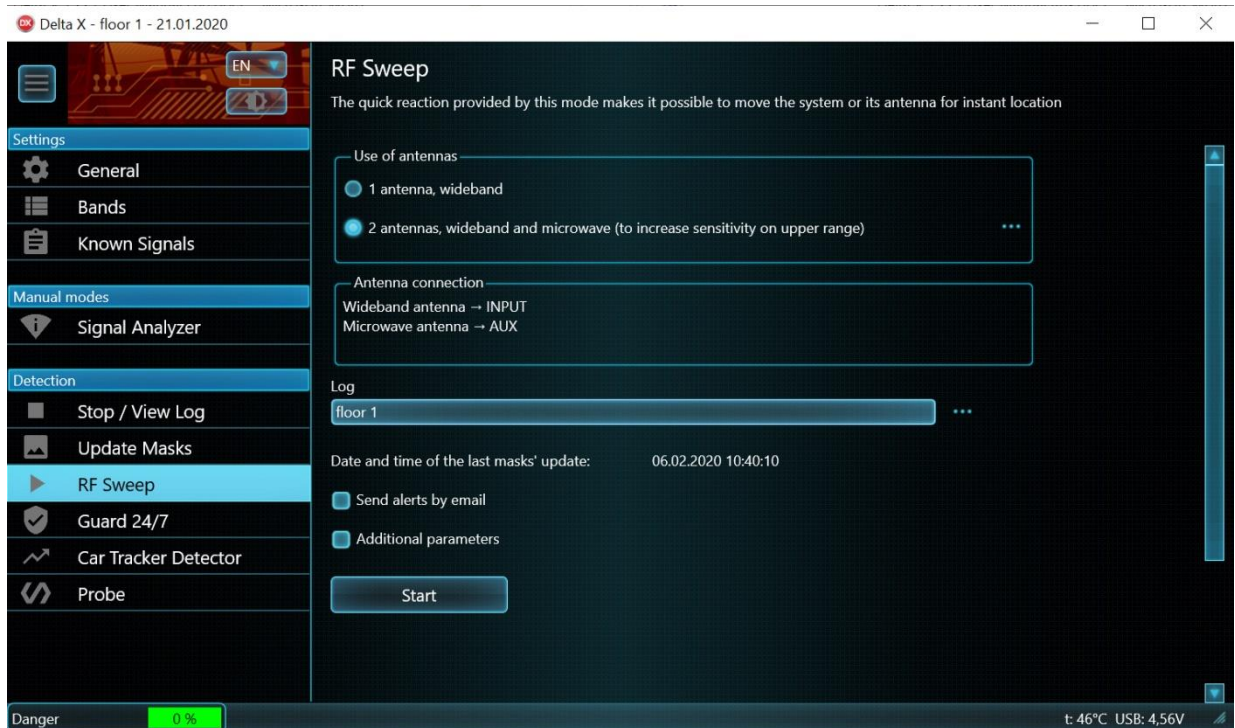 DX Delta X - floor 1 - 21.01.2020
EN
Settings
General
Bands
Known Signals
Manual modes
Signal Analyzer
Detection
Stop / View Log
Update Masks
RF Sweep
Guard 24/7
Car Tracker Detector
Probe
RF Sweep
The quick reaction provided by this mode makes it possible to move the system or its antenna for instant location
Use of antennas
1 antenna, wideband
2 antennas, wideband and microwave (to increase sensitivity on upper range) ...
Antenna connection
Wideband antenna → INPUT
Microwave antenna → AUX
Log
floor 1 ...
Date and time of the last masks' update: 06.02.2020 10:40:10
Send alerts by email
Additional parameters
Start
Danger 0 % t: 46°C USB: 4,56V